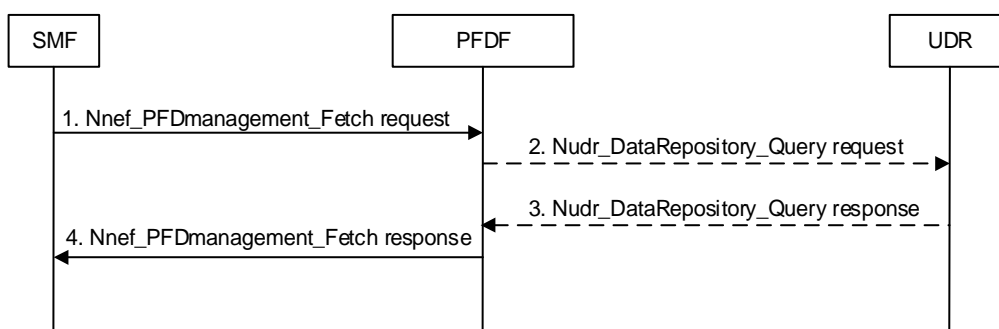 SMF
PFDF
UDR
1. Nnef_PFDmanagement_Fetch request
2. Nudr_DataRepository_Query request
3. Nudr_DataRepository_Query response
4. Nnef_PFDmanagement_Fetch response